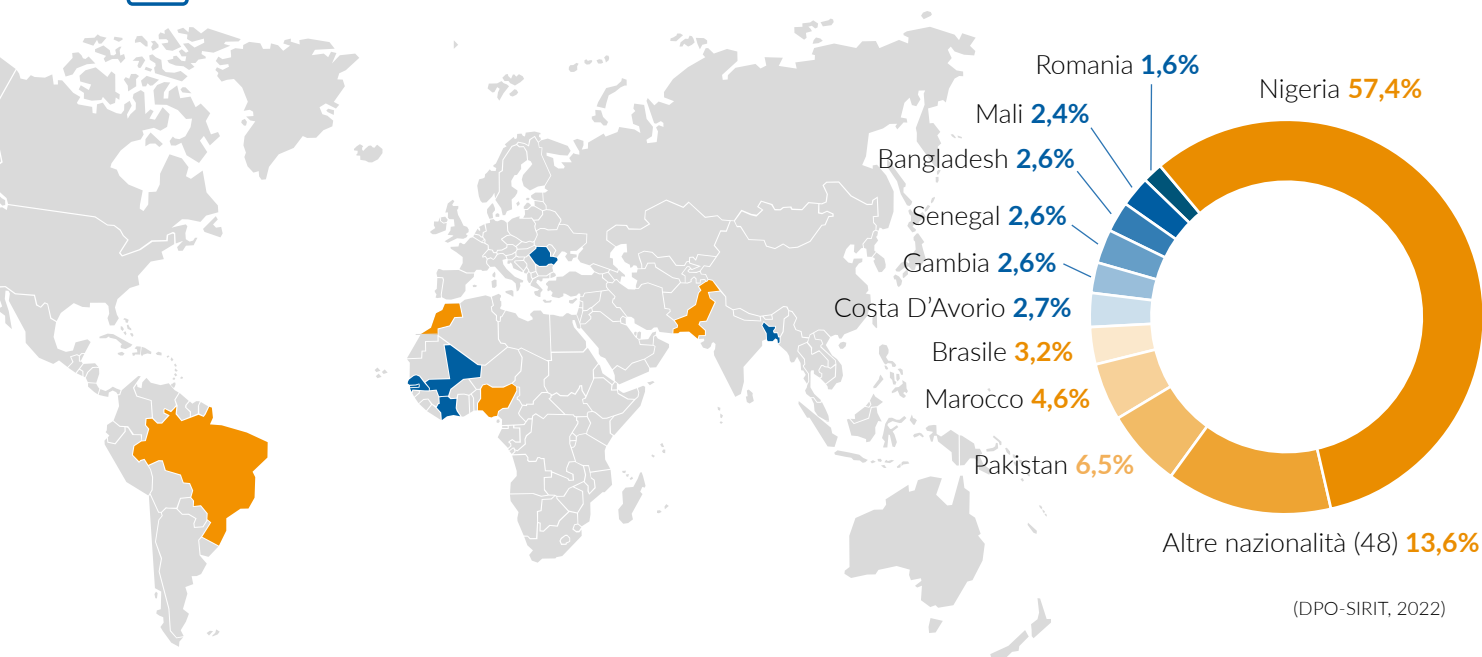 Romania 1,6%
Nigeria 57,4%
Mali 2,4%
Bangladesh 2,6%
Senegal 2,6%
Gambia 2,6%
Costa D’Avorio 2,7%
Brasile 3,2%
Marocco 4,6%
Pakistan 6,5%
Altre nazionalità (48) 13,6%
(DPO-SIRIT, 2022)